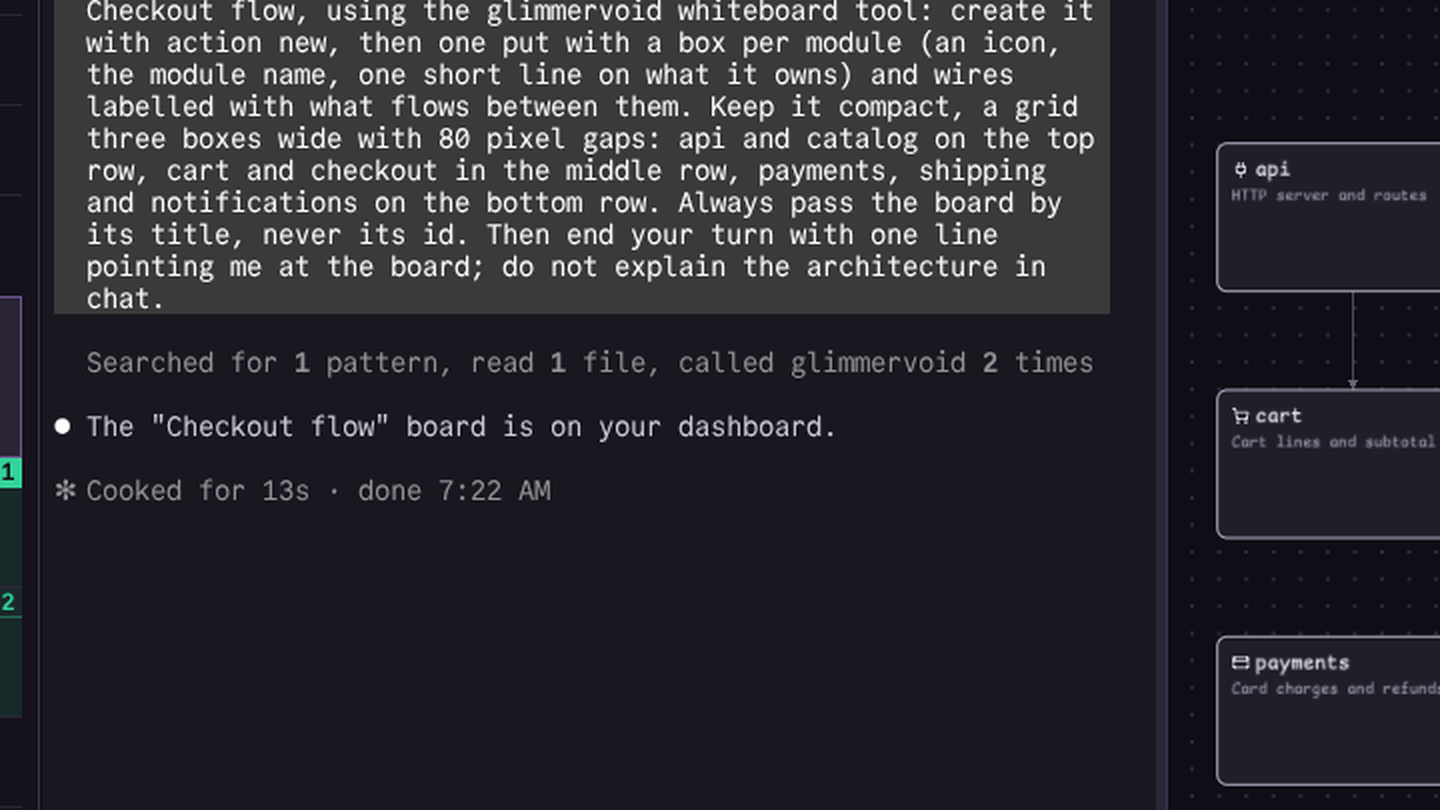 Checkout flow, using the glimmervoid whiteboard tool: create it
with action new, then one put with a box per module (an icon,
the module name, one short line on what it owns) and wires
labelled with what flows between them. Keep it compact, a grid
three boxes wide with 80 pixel gaps: api and catalog on the top
row, cart and checkout in the middle row, payments, shipping
and notifications on the bottom row. Always pass the board by
its title, never its id. Then end your turn with one line
pointing me at the board; do not explain the architecture in
chat.
Searched for 1 pattern, read 1 file, called glimmervoid 2 times
● The "Checkout flow" board is on your dashboard.
✻ Cooked for 13s · done 7:22 AM
1
2
api
HTTP server and routes
cart
Cart lines and subtotal
payments
Card charges and refunds